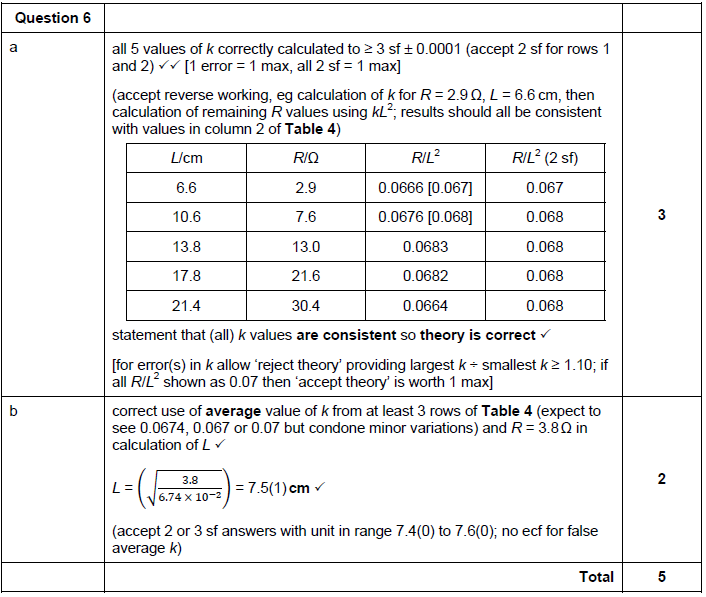 Question 6
a
all 5 values of k correctly calculated to ≥ 3 sf ± 0.0001 (accept 2 sf for rows 1
and 2) ✓✓ [1 error = 1 max, all 2 sf = 1 max]
(accept reverse working, eg calculation of k for R = 2.9 Ω, L = 6.6 cm, then
calculation of remaining R values using kL²; results should all be consistent
with values in column 2 of Table 4)
L/cm R/Ω R/L² R/L² (2 sf)
6.6 2.9 0.0666 [0.067] 0.067
10.6 7.6 0.0676 [0.068] 0.068
13.8 13.0 0.0683 0.068
17.8 21.6 0.0682 0.068
21.4 30.4 0.0664 0.068
3
statement that (all) k values are consistent so theory is correct ✓
[for error(s) in k allow ‘reject theory’ providing largest k ÷ smallest k ≥ 1.10; if
all R/L² shown as 0.07 then ‘accept theory’ is worth 1 max]
b
correct use of average value of k from at least 3 rows of Table 4 (expect to
see 0.0674, 0.067 or 0.07 but condone minor variations) and R = 3.8 Ω in
calculation of L ✓
L = (√(3.8 / 6.74 × 10⁻²)) = 7.5(1) cm ✓
(accept 2 or 3 sf answers with unit in range 7.4(0) to 7.6(0); no ecf for false
average k)
2
Total 5